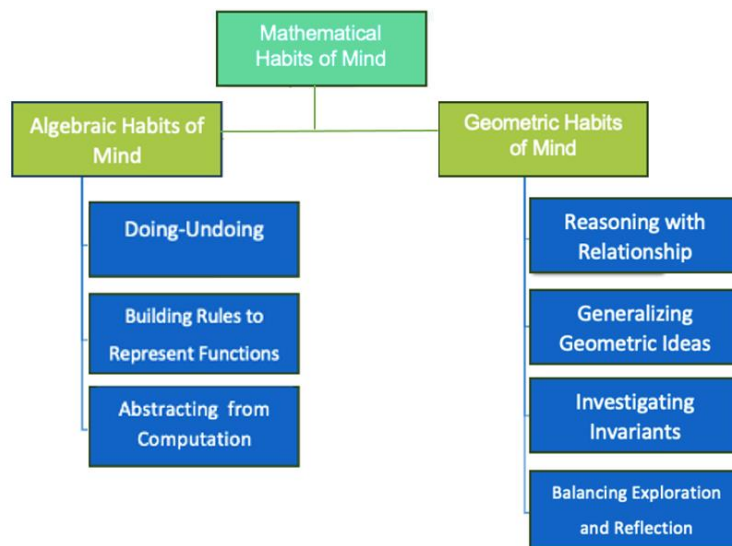 Mathematical
Habits of Mind
Algebraic Habits of
Mind
Geometric Habits
of Mind
Doing-Undoing
Building Rules to
Represent Functions
Abstracting from
Computation
Reasoning with
Relationship
Generalizing
Geometric Ideas
Investigating
Invariants
Balancing Exploration
and Reflection